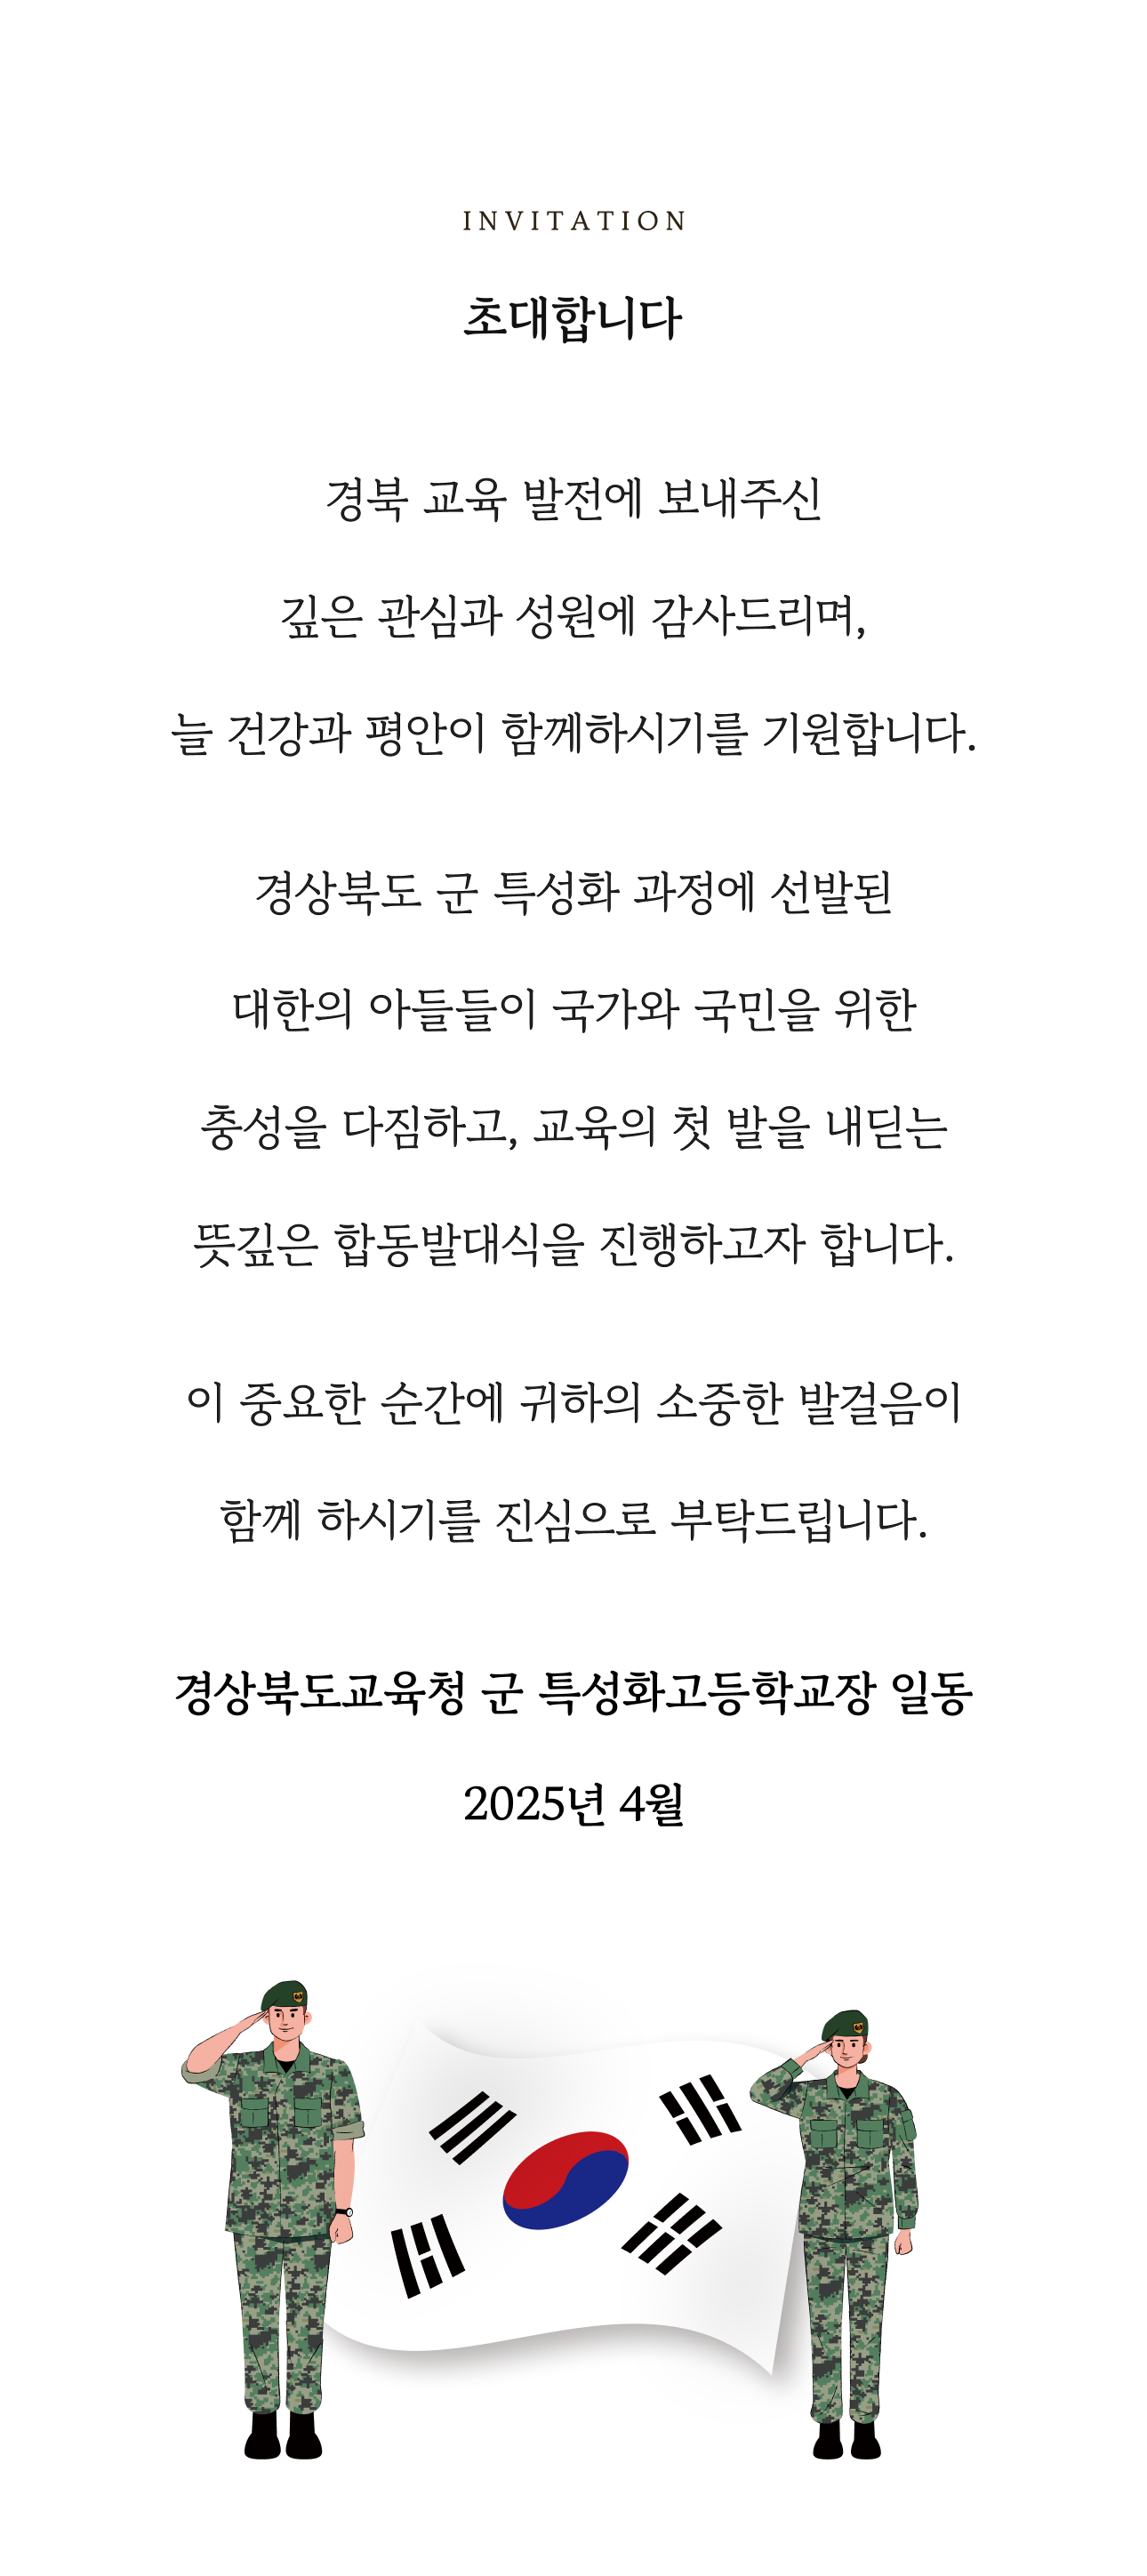 INVITATION
초대합니다
경북 교육 발전에 보내주신
깊은 관심과 성원에 감사드리며,
늘 건강과 평안이 함께하시기를 기원합니다.
경상북도 군 특성화 과정에 선발된
대한의 아들들이 국가와 국민을 위한
충성을 다짐하고, 교육의 첫 발을 내딛는
뜻깊은 합동발대식을 진행하고자 합니다.
이 중요한 순간에 귀하의 소중한 발걸음이
함께 하시기를 진심으로 부탁드립니다.
경상북도교육청 군 특성화고등학교장 일동
2025년 4월